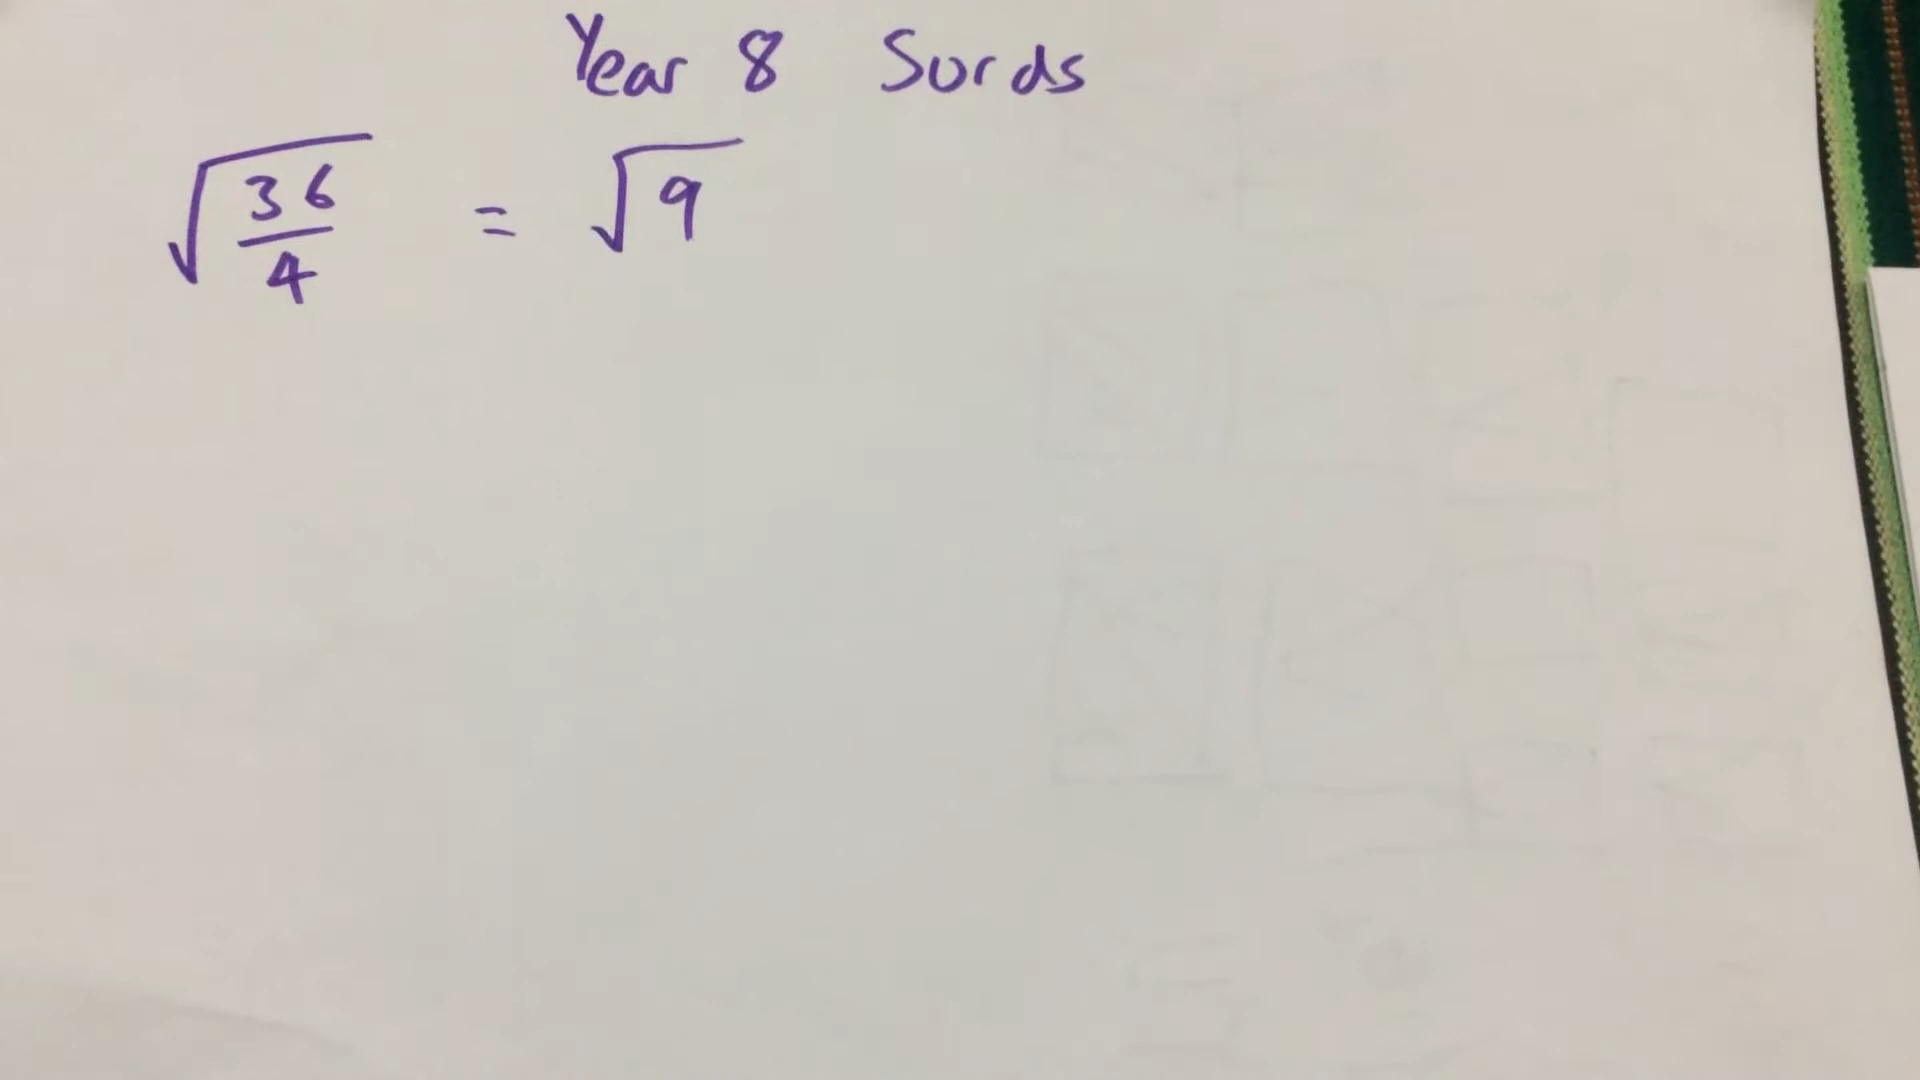 Year 8 Surds
√(36/4) = √9